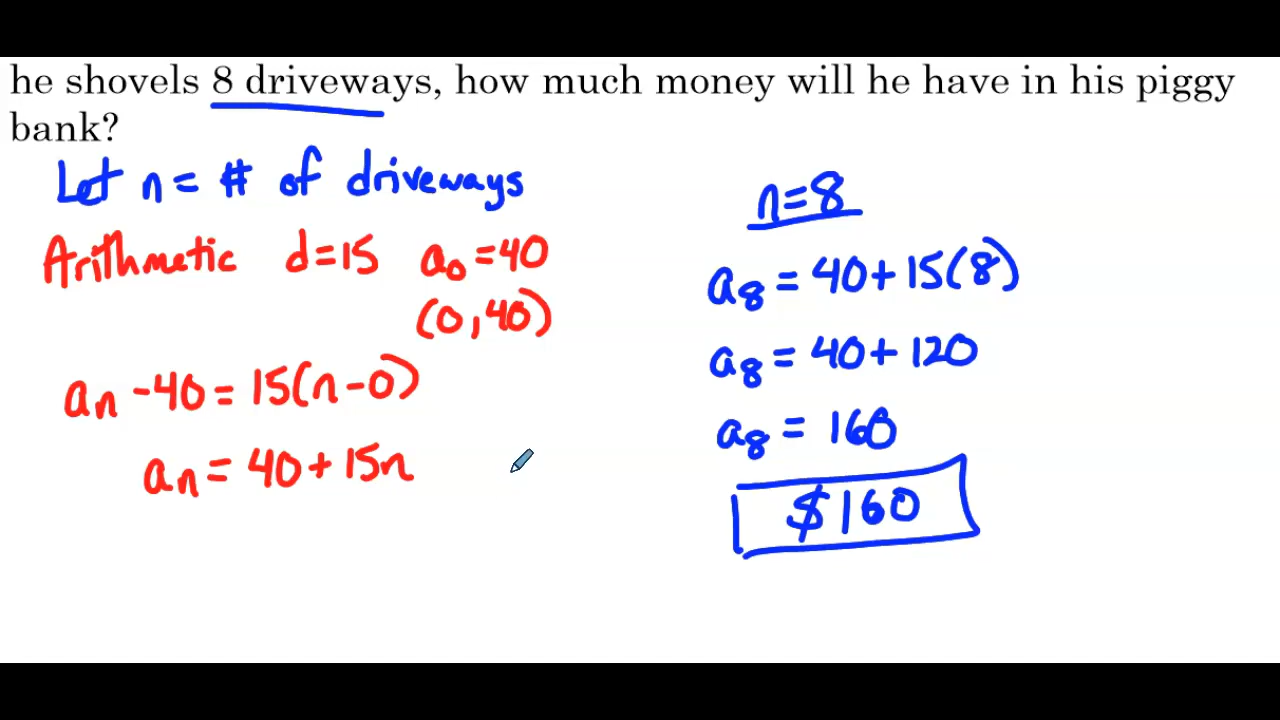 he shovels 8 driveways, how much money will he have in his piggy
bank?
Let n = # of driveways
Arithmetic d=15 a₀ = 40
(0, 40)
aₙ - 40 = 15(n - 0)
aₙ = 40 + 15n
n = 8
a₈ = 40 + 15(8)
a₈ = 40 + 120
a₈ = 160
$160